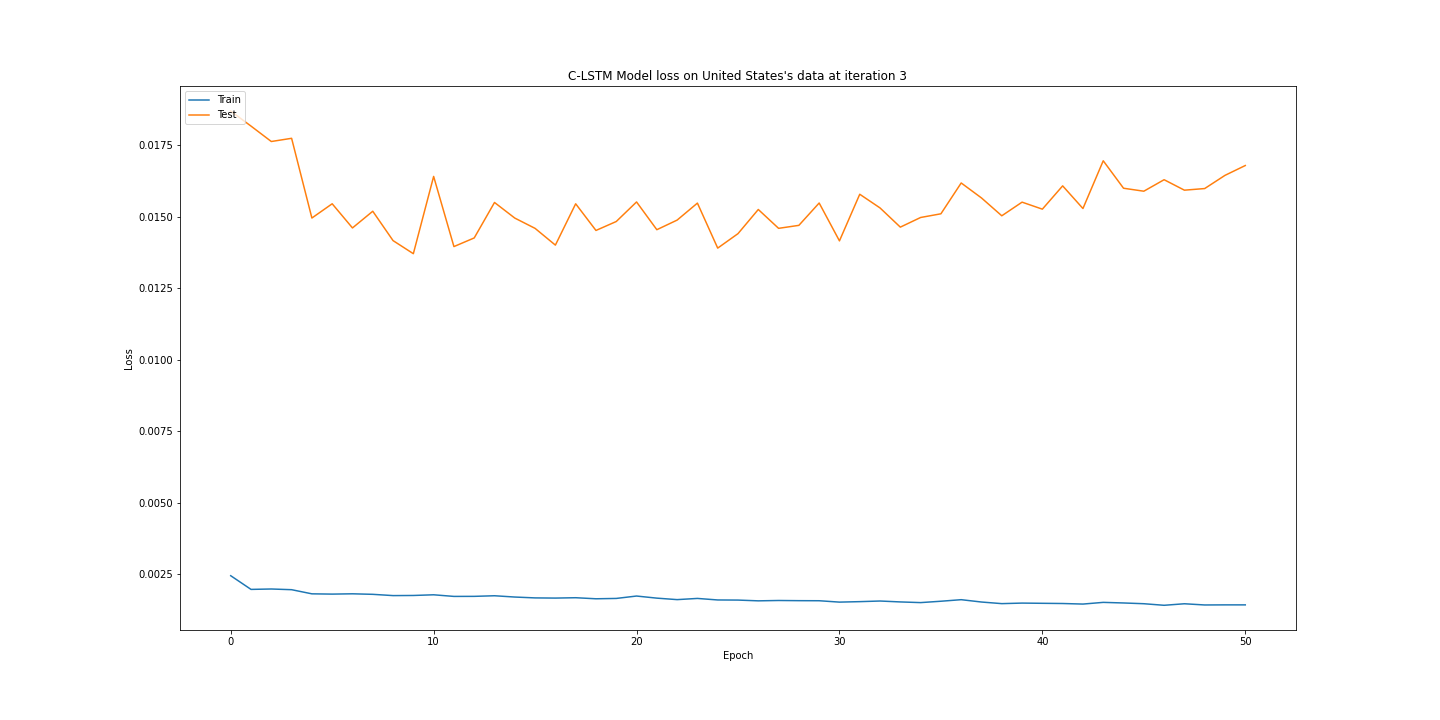 C-LSTM Model loss on United States's data at iteration 3
Train
Test
0.0175
0.0150
0.0125
0.0100
0.0075
0.0050
0.0025
Loss
0 10 20 30 40 50
Epoch